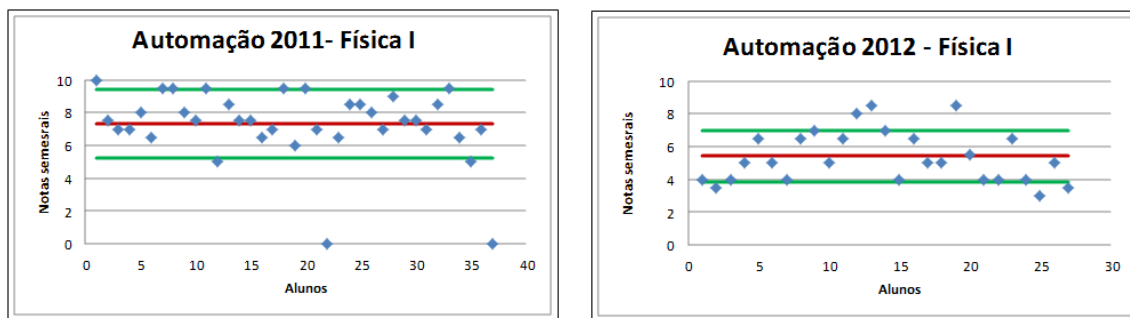 Automação 2011- Física I
Notas semesrais
10
8
6
4
2
0
0 5 10 15 20 25 30 35 40
Alunos
Automação 2012 - Física I
Notas semesrais
10
8
6
4
2
0
0 5 10 15 20 25 30
Alunos